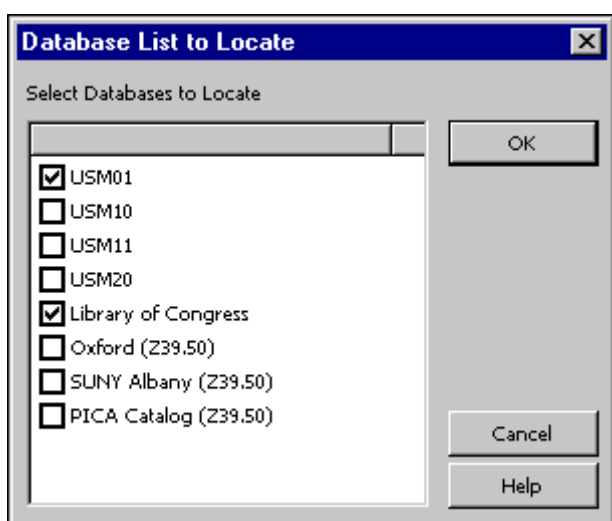 Database List to Locate
Select Databases to Locate
OK
USM01
USM10
USM11
USM20
Library of Congress
Oxford (Z39.50)
SUNY Albany (Z39.50)
PICA Catalog (Z39.50)
Cancel
Help